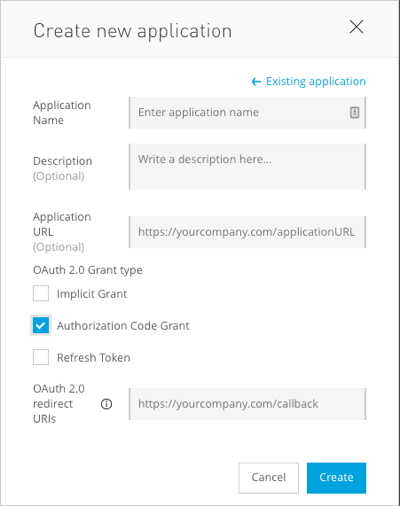 Create new application
← Existing application
Application
Name
Enter application name
Description
(Optional)
Write a description here...
Application
URL
(Optional)
https://yourcompany.com/applicationURL
OAuth 2.0 Grant type
Implicit Grant
Authorization Code Grant
Refresh Token
OAuth 2.0
redirect
URIs
https://yourcompany.com/callback
Cancel
Create